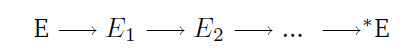 E ⟶ E₁ ⟶ E₂ ⟶ ... ⟶*E